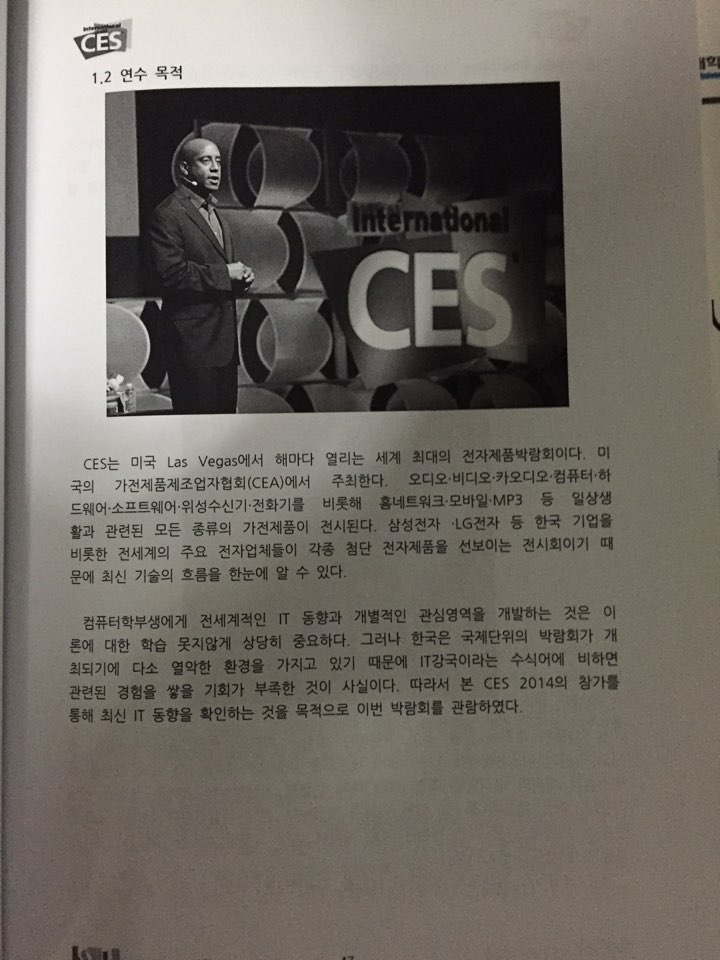 International
CES
1.2 연수 목적
International
CES
CES는 미국 Las Vegas에서 해마다 열리는 세계 최대의 전자제품박람회이다. 미
국의 가전제품제조업자협회(CEA)에서 주최한다. 오디오·비디오·카오디오·컴퓨터·하
드웨어·소프트웨어·위성수신기·전화기를 비롯해 홈네트워크·모바일·MP3 등 일상생
활과 관련된 모든 종류의 가전제품이 전시된다. 삼성전자 ·LG전자 등 한국 기업을
비롯한 전세계의 주요 전자업체들이 각종 첨단 전자제품을 선보이는 전시회이기 때
문에 최신 기술의 흐름을 한눈에 알 수 있다.
컴퓨터학부생에게 전세계적인 IT 동향과 개별적인 관심영역을 개발하는 것은 이
론에 대한 학습 못지않게 상당히 중요하다. 그러나 한국은 국제단위의 박람회가 개
최되기에 다소 열악한 환경을 가지고 있기 때문에 IT강국이라는 수식어에 비하면
관련된 경험을 쌓을 기회가 부족한 것이 사실이다. 따라서 본 CES 2014의 참가를
통해 최신 IT 동향을 확인하는 것을 목적으로 이번 박람회를 관람하였다.